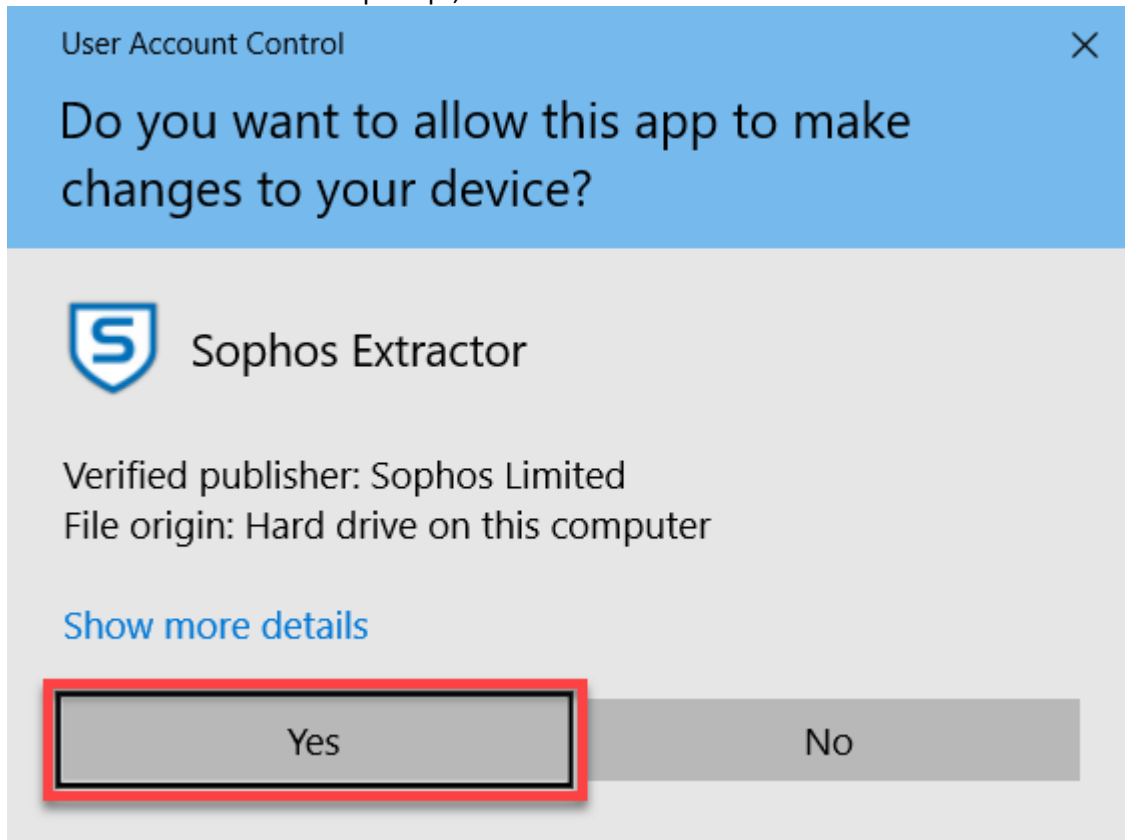 User Account Control
Do you want to allow this app to make
changes to your device?
S
Sophos Extractor
Verified publisher: Sophos Limited
File origin: Hard drive on this computer
Show more details
Yes
No